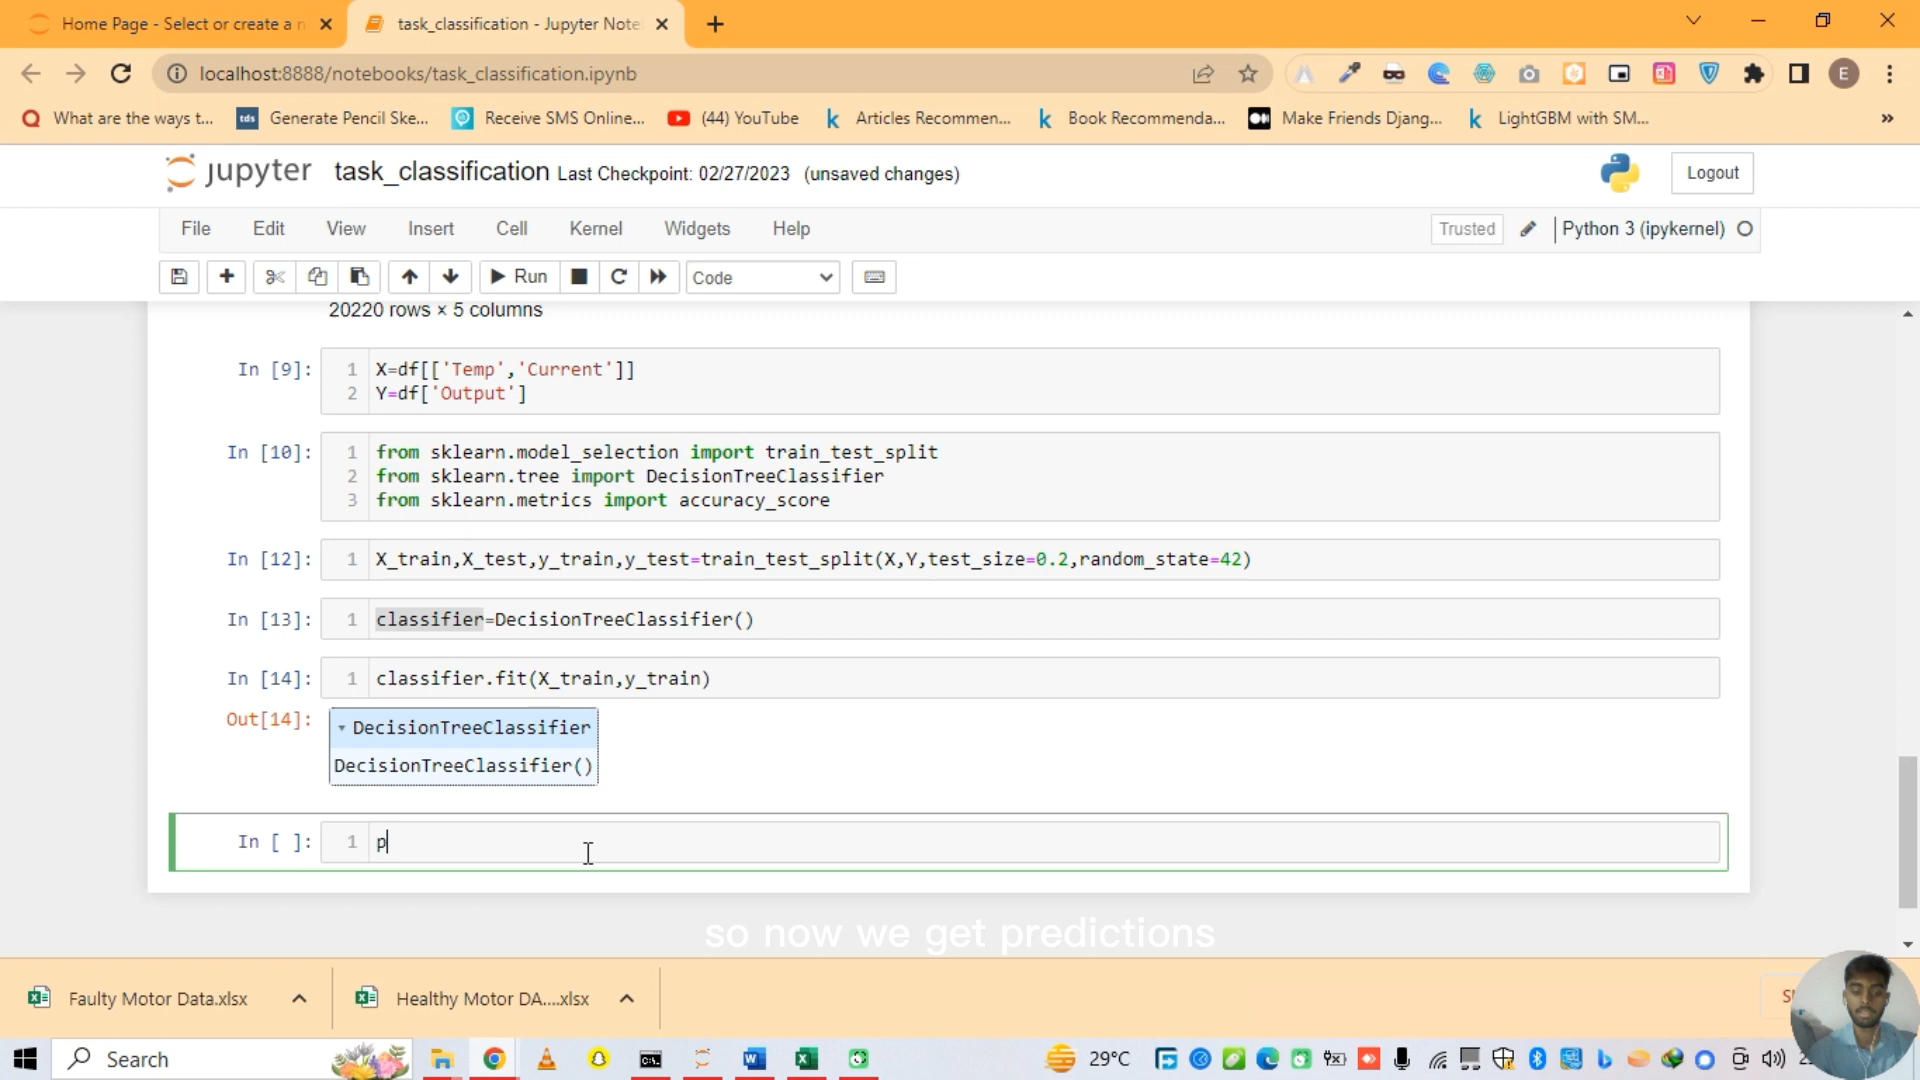 Home Page - Select or create a n
task_classification - Jupyter Note
localhost:8888/notebooks/task_classification.ipynb
E
What are the ways t...
tds
Generate Pencil Ske...
Receive SMS Online...
(44) YouTube
k
Articles Recommen...
k
Book Recommenda...
Make Friends Djang...
k
LightGBM with SM...
»
jupyter
task_classification Last Checkpoint: 02/27/2023 (unsaved changes)
Logout
File Edit View Insert Cell Kernel Widgets Help
Trusted
Python 3 (ipykernel)
Run
Code
20220 rows × 5 columns
In [9]:
1 X=df[['Temp','Current']]
2 Y=df['Output']
In [10]:
1 from sklearn.model_selection import train_test_split
2 from sklearn.tree import DecisionTreeClassifier
3 from sklearn.metrics import accuracy_score
In [12]:
1 X_train,X_test,y_train,y_test=train_test_split(X,Y,test_size=0.2,random_state=42)
In [13]:
1 classifier=DecisionTreeClassifier()
In [14]:
1 classifier.fit(X_train,y_train)
Out[14]:
DecisionTreeClassifier
DecisionTreeClassifier()
In [ ]:
1 p
so now we get predictions
Faulty Motor Data.xlsx
Healthy Motor DA....xlsx
Search
29°C